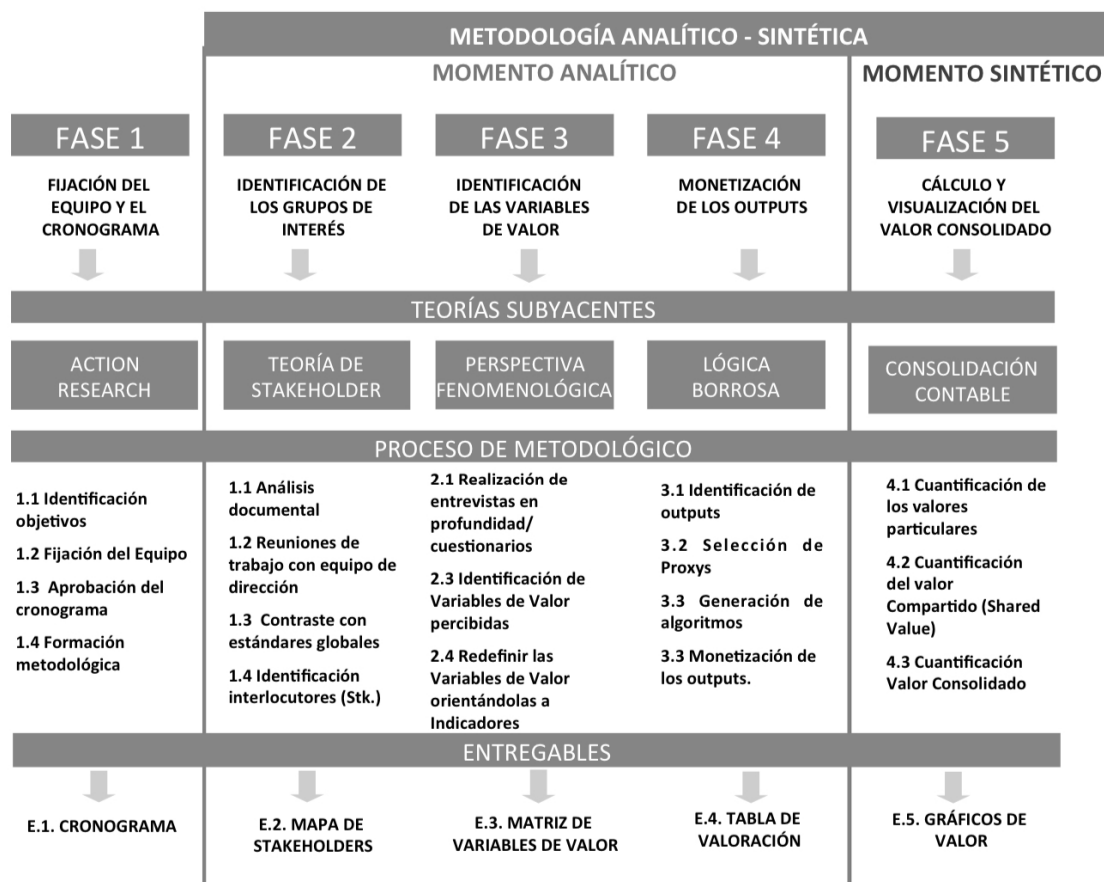 METODOLOGÍA ANALÍTICO - SINTÉTICA
MOMENTO ANALÍTICO
MOMENTO SINTÉTICO
FASE 1
FASE 2
FASE 3
FASE 4
FASE 5
FIJACIÓN DEL
EQUIPO Y EL
CRONOGRAMA
IDENTIFICACIÓN DE
LOS GRUPOS DE
INTERÉS
IDENTIFICACIÓN
DE LAS VARIABLES
DE VALOR
MONETIZACIÓN
DE LOS OUTPUTS
CÁLCULO Y
VISUALIZACIÓN DEL
VALOR CONSOLIDADO
TEORÍAS SUBYACENTES
ACTION
RESEARCH
TEORÍA DE
STAKEHOLDER
PERSPECTIVA
FENOMENOLÓGICA
LÓGICA
BORROSA
CONSOLIDACIÓN
CONTABLE
PROCESO DE METODOLÓGICO
1.1 Identificación
objetivos
1.2 Fijación del Equipo
1.3 Aprobación del
cronograma
1.4 Formación
metodológica
1.1 Análisis
documental
1.2 Reuniones de
trabajo con equipo de
dirección
1.3 Contraste con
estándares globales
1.4 Identificación
interlocutores (Stk.)
2.1 Realización de
entrevistas en
profundidad/
cuestionarios
2.3 Identificación de
Variables de Valor
percibidas
2.4 Redefinir las
Variables de Valor
orientándolas a
Indicadores
3.1 Identificación de
outputs
3.2 Selección de
Proxys
3.3 Generación de
algoritmos
3.3 Monetización de
los outputs.
4.1 Cuantificación de
los valores
particulares
4.2 Cuantificación
del valor
Compartido (Shared
Value)
4.3 Cuantificación
Valor Consolidado
ENTREGABLES
E.1. CRONOGRAMA
E.2. MAPA DE
STAKEHOLDERS
E.3. MATRIZ DE
VARIABLES DE VALOR
E.4. TABLA DE
VALORACIÓN
E.5. GRÁFICOS DE
VALOR